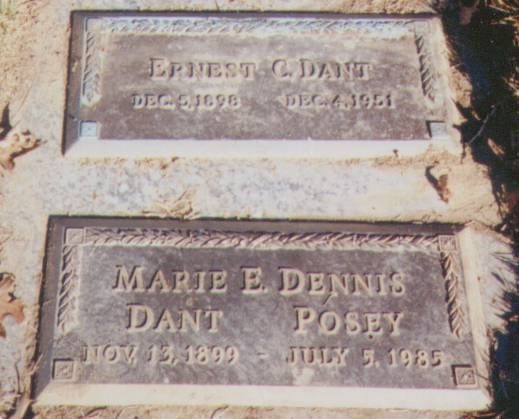 ERNEST C. DANT
DEC. 5, 1898 DEC. 4, 1951
MARIE E. DENNIS
DANT POSEY
NOV. 13, 1899 - JULY 5, 1985